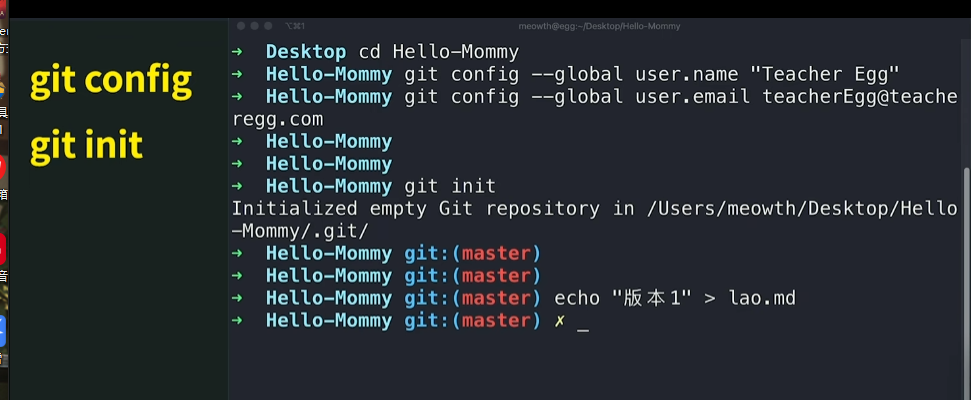 ⌥⌘1
meowth@egg:~/Desktop/Hello-Mommy
git config
git init
➜ Desktop cd Hello-Mommy
➜ Hello-Mommy git config --global user.name "Teacher Egg"
➜ Hello-Mommy git config --global user.email teacherEgg@teache
regg.com
➜ Hello-Mommy
➜ Hello-Mommy
➜ Hello-Mommy git init
Initialized empty Git repository in /Users/meowth/Desktop/Hello
-Mommy/.git/
➜ Hello-Mommy git:(master)
➜ Hello-Mommy git:(master)
➜ Hello-Mommy git:(master) echo "版本1" > lao.md
➜ Hello-Mommy git:(master) ✗ _